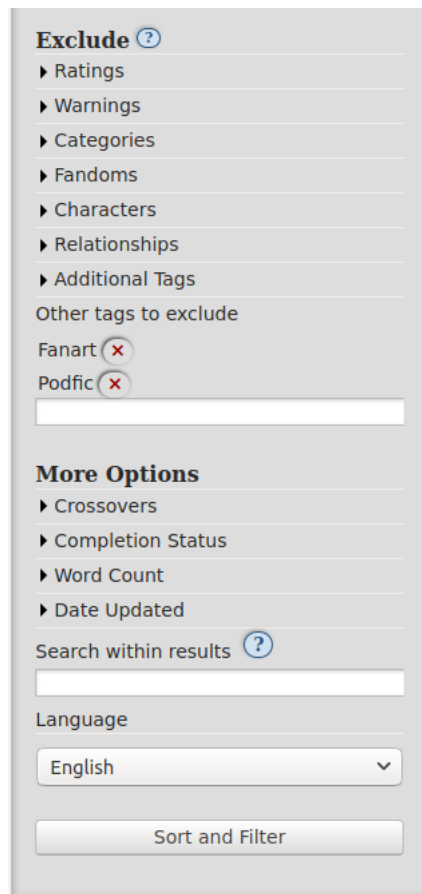 Exclude ?
Ratings
Warnings
Categories
Fandoms
Characters
Relationships
Additional Tags
Other tags to exclude
Fanart ×
Podfic ×
More Options
Crossovers
Completion Status
Word Count
Date Updated
Search within results ?
Language
English
Sort and Filter